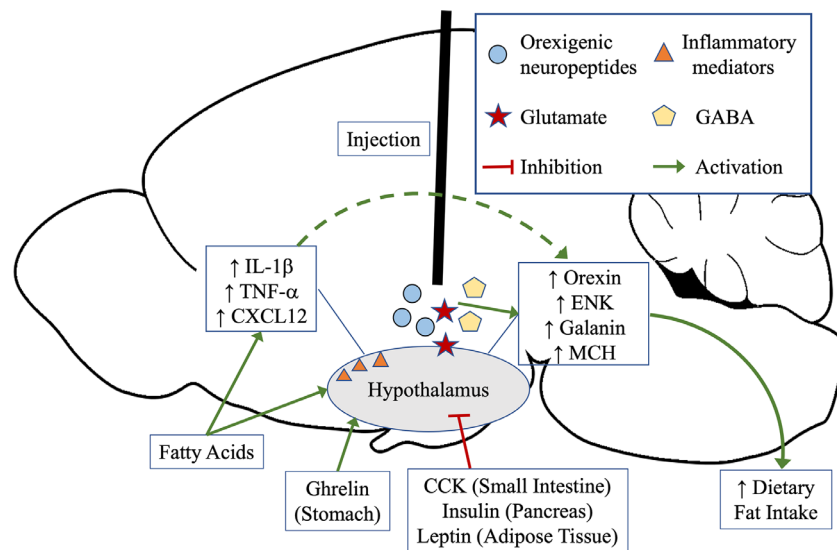 Orexigenic
neuropeptides
Inflammatory
mediators
Glutamate
GABA
Inhibition
Activation
Injection
↑ IL-1β
↑ TNF-α
↑ CXCL12
↑ Orexin
↑ ENK
↑ Galanin
↑ MCH
Hypothalamus
Fatty Acids
Ghrelin
(Stomach)
CCK (Small Intestine)
Insulin (Pancreas)
Leptin (Adipose Tissue)
↑ Dietary
Fat Intake